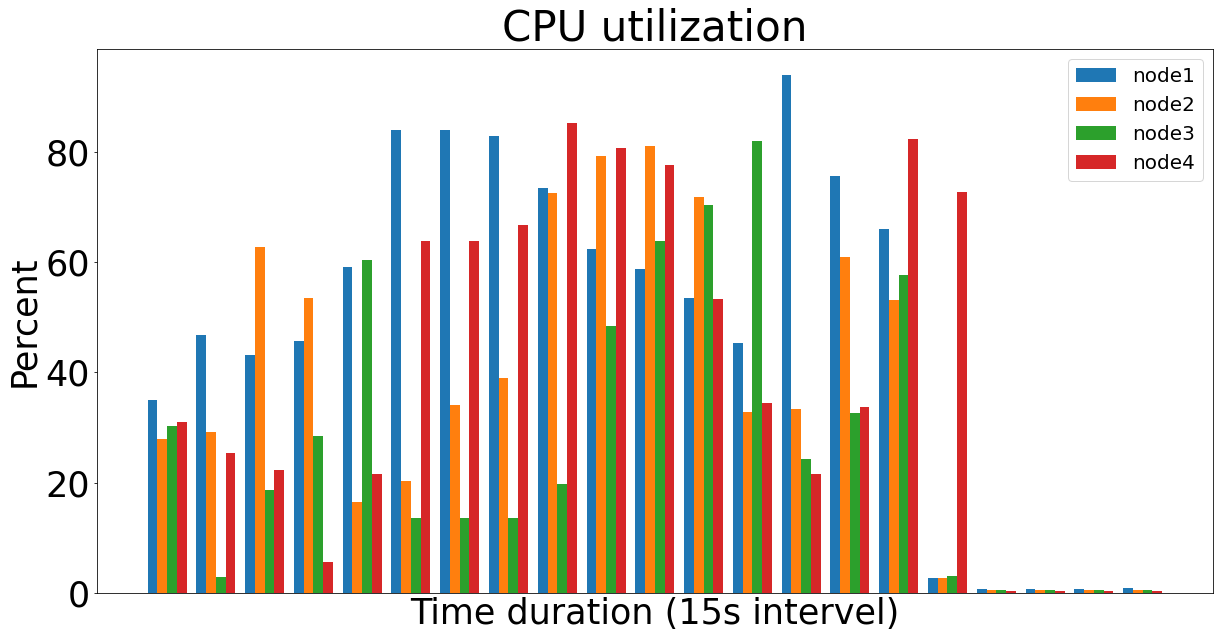 CPU utilization
node1
node2
node3
node4
Percent
80
60
40
20
0
Time duration (15s intervel)